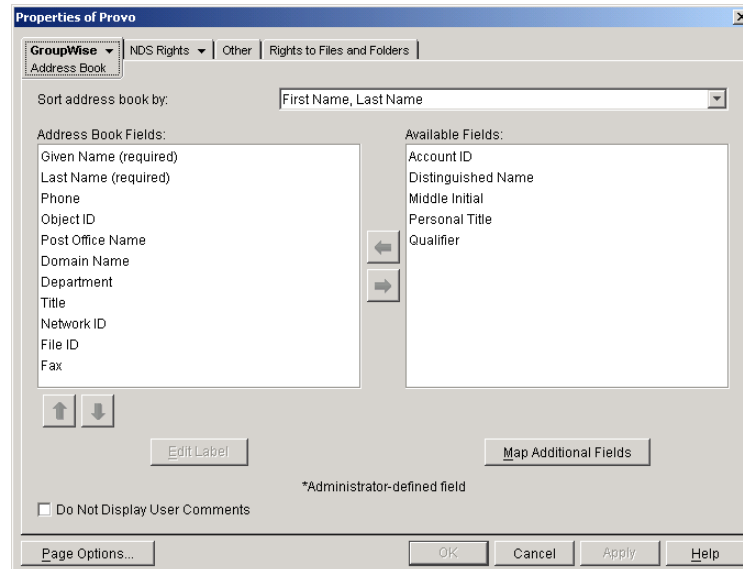 Properties of Provo
GroupWise NDS Rights Other Rights to Files and Folders
Address Book
Sort address book by: First Name, Last Name
Address Book Fields: Available Fields:
Given Name (required) Account ID
Last Name (required) Distinguished Name
Phone Middle Initial
Object ID Personal Title
Post Office Name Qualifier
Domain Name
Department
Title
Network ID
File ID
Fax
Edit Label Map Additional Fields
*Administrator-defined field
Do Not Display User Comments
Page Options... OK Cancel Apply Help